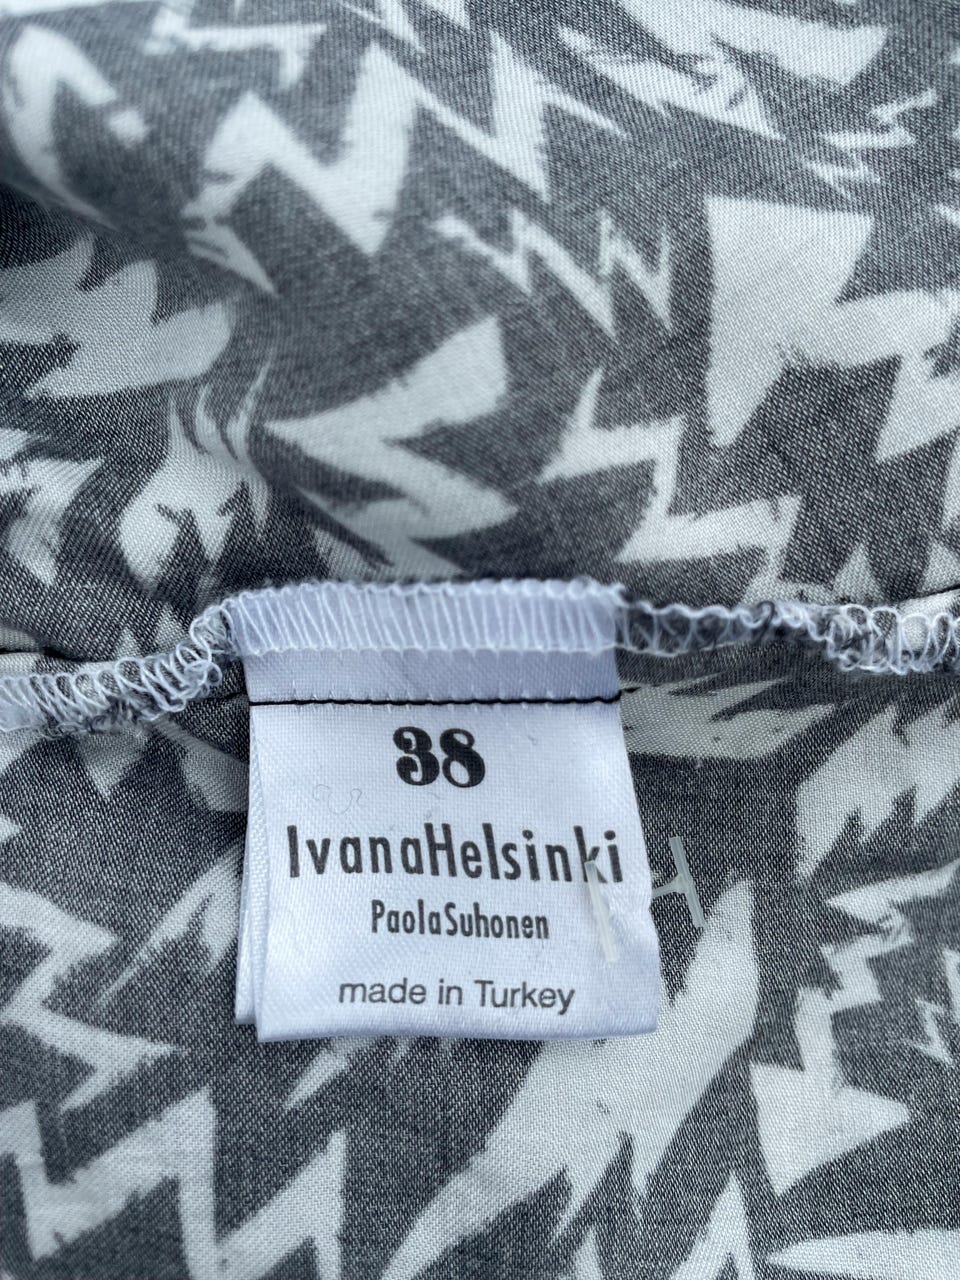 38
IvanaHelsinki
PaolaSuhonen
made in Turkey